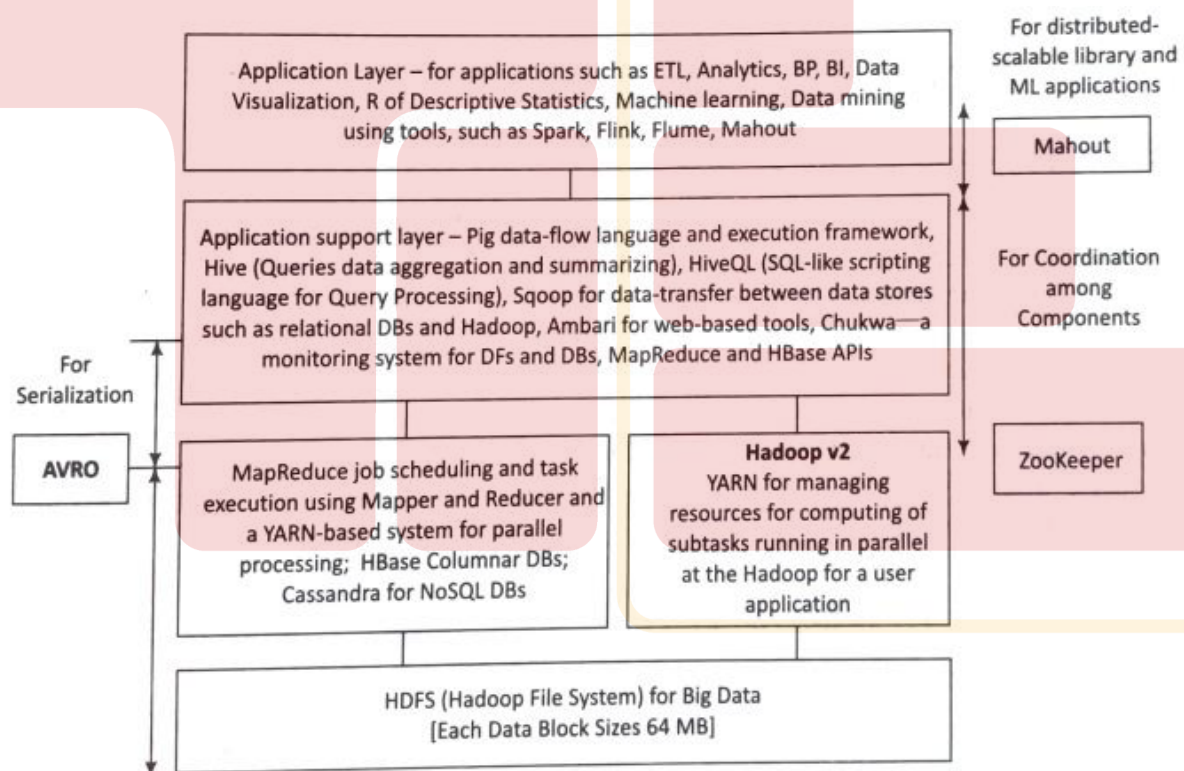 For distributed-
scalable library and
ML applications
Mahout
Application Layer – for applications such as ETL, Analytics, BP, BI, Data
Visualization, R of Descriptive Statistics, Machine learning, Data mining
using tools, such as Spark, Flink, Flume, Mahout
Application support layer – Pig data-flow language and execution framework,
Hive (Queries data aggregation and summarizing), HiveQL (SQL-like scripting
language for Query Processing), Sqoop for data-transfer between data stores
such as relational DBs and Hadoop, Ambari for web-based tools, Chukwa—a
monitoring system for DFs and DBs, MapReduce and HBase APIs
For Coordination
among
Components
ZooKeeper
For
Serialization
AVRO
MapReduce job scheduling and task
execution using Mapper and Reducer and
a YARN-based system for parallel
processing; HBase Columnar DBs;
Cassandra for NoSQL DBs
Hadoop v2
YARN for managing
resources for computing of
subtasks running in parallel
at the Hadoop for a user
application
HDFS (Hadoop File System) for Big Data
[Each Data Block Sizes 64 MB]